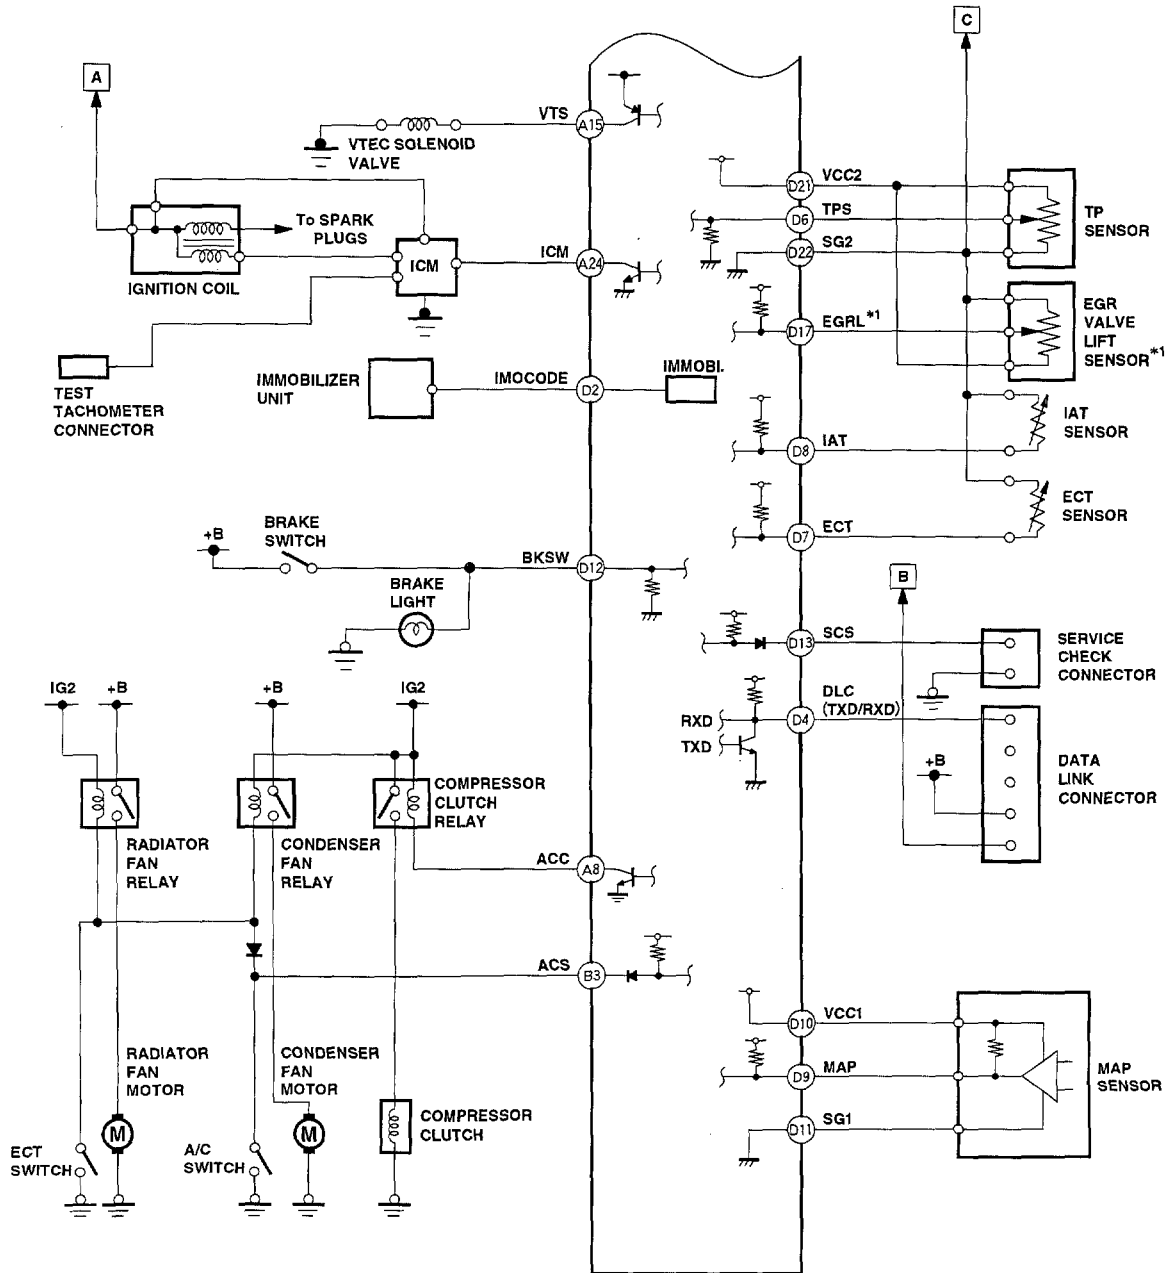 C
A
VTS
A15
VTEC SOLENOID
VALVE
D21
VCC2
D6
TPS
D22
SG2
TP
SENSOR
To SPARK
PLUGS
ICM
ICM
A24
IGNITION COIL
D17
EGRL*1
EGR
VALVE
LIFT
SENSOR*1
TEST
TACHOMETER
CONNECTOR
IMMOBILIZER
UNIT
IMOCODE
D2
IMMOBI.
D8
IAT
IAT
SENSOR
D7
ECT
ECT
SENSOR
+B
BRAKE
SWITCH
BKSW
D12
BRAKE
LIGHT
B
D13
SCS
SERVICE
CHECK
CONNECTOR
IG2
+B
+B
IG2
RXD
TXD
D4
DLC
(TXD/RXD)
+B
DATA
LINK
CONNECTOR
RADIATOR
FAN
RELAY
CONDENSER
FAN
RELAY
COMPRESSOR
CLUTCH
RELAY
ACC
A8
ACS
B3
D10
VCC1
D9
MAP
D11
SG1
MAP
SENSOR
RADIATOR
FAN
MOTOR
M
CONDENSER
FAN
MOTOR
M
COMPRESSOR
CLUTCH
ECT
SWITCH
A/C
SWITCH